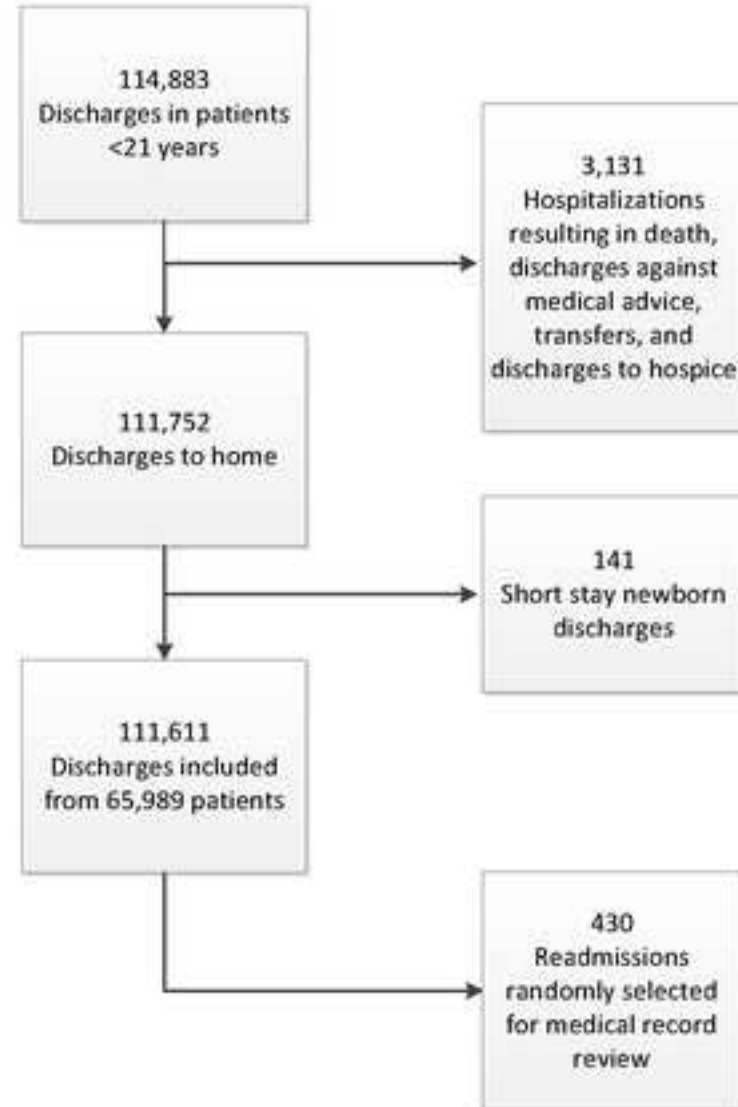 114,883
Discharges in patients
<21 years
3,131
Hospitalizations
resulting in death,
discharges against
medical advice,
transfers, and
discharges to hospice
111,752
Discharges to home
141
Short stay newborn
discharges
111,611
Discharges included
from 65,989 patients
430
Readmissions
randomly selected
for medical record
review